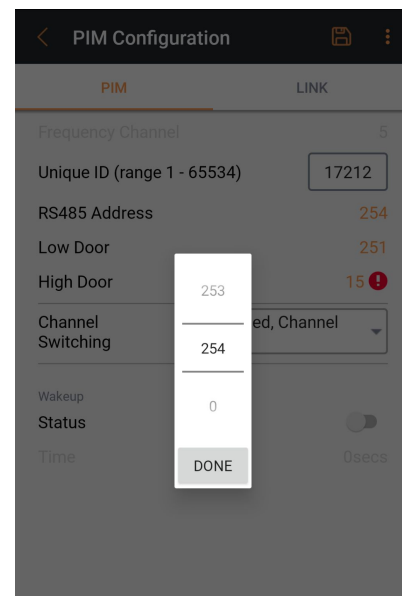 PIM Configuration
PIM LINK
Frequency Channel 5
Unique ID (range 1 - 65534) 17212
RS485 Address 254
Low Door 251
High Door 15
Channel Switching ed, Channel
Wakeup
Status
Time 0secs
253
254
0
DONE